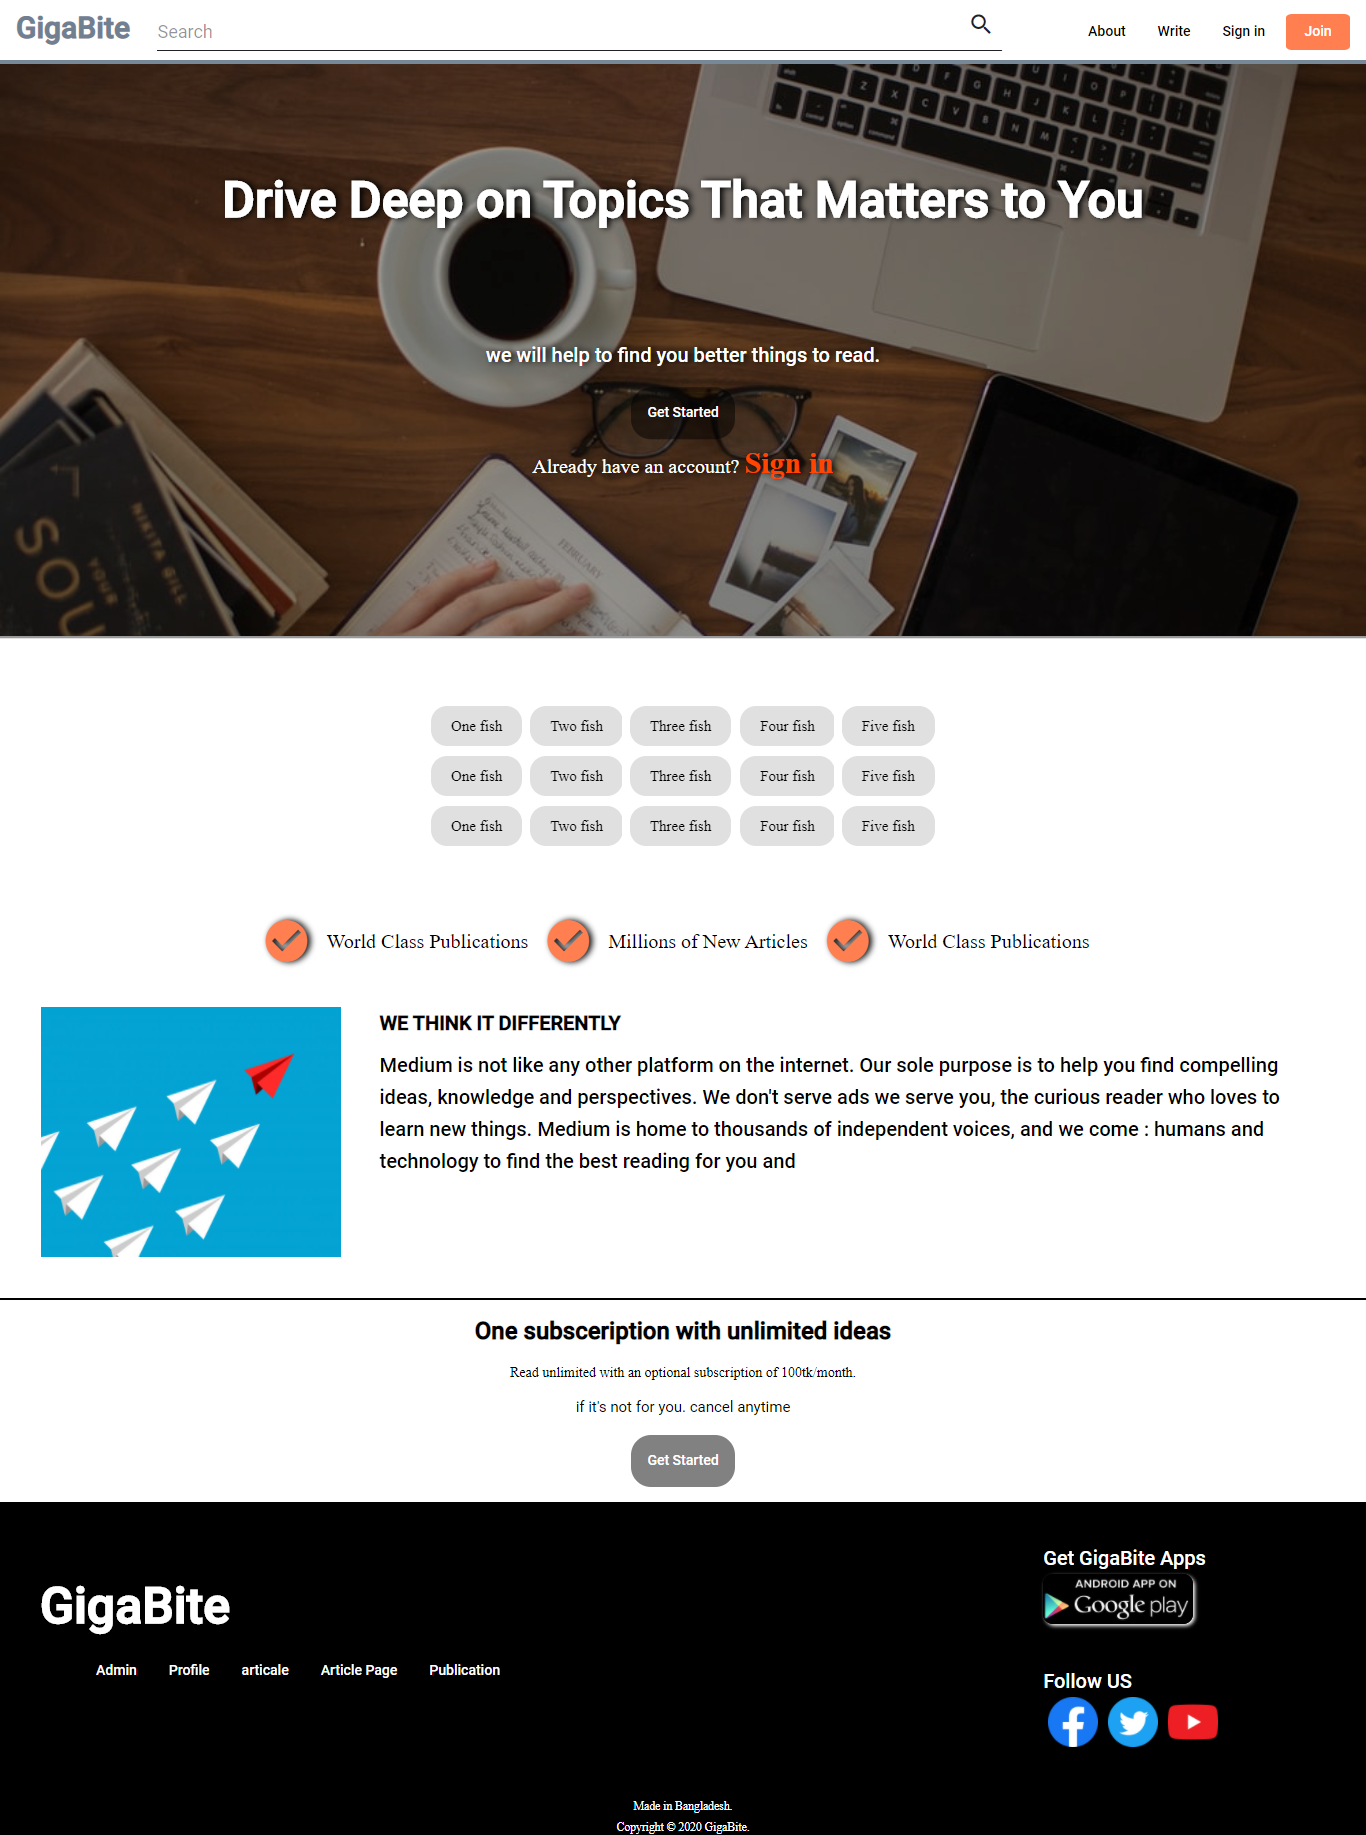 GigaBite
Search
About Write Sign in Join
Drive Deep on Topics That Matters to You
we will help to find you better things to read.
Get Started
Already have an account? Sign in
NIKITA GILL
YOUR
SOU
FEBRUARY
One fish Two fish Three fish Four fish Five fish
One fish Two fish Three fish Four fish Five fish
One fish Two fish Three fish Four fish Five fish
World Class Publications Millions of New Articles World Class Publications
WE THINK IT DIFFERENTLY
Medium is not like any other platform on the internet. Our sole purpose is to help you find compelling
ideas, knowledge and perspectives. We don't serve ads we serve you, the curious reader who loves to
learn new things. Medium is home to thousands of independent voices, and we come : humans and
technology to find the best reading for you and
One subsceription with unlimited ideas
Read unlimited with an optional subscription of 100tk/month.
if it's not for you. cancel anytime
Get Started
GigaBite
Admin Profile articale Article Page Publication
Get GigaBite Apps
ANDROID APP ON
Google play
Follow US
Made in Bangladesh.
Copyright © 2020 GigaBite.